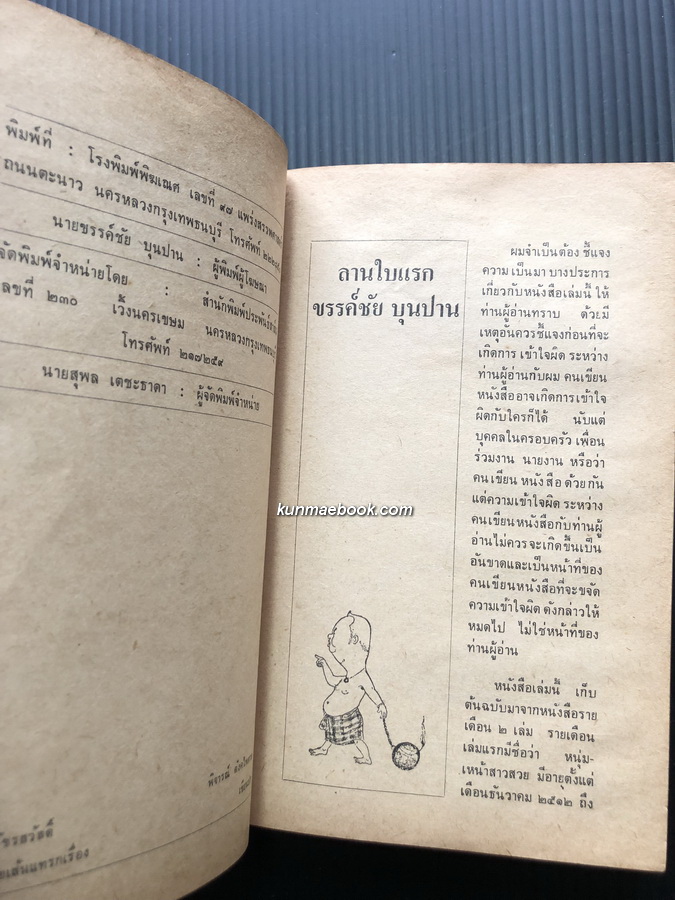 พิมพ์ที่ : โรงพิมพ์พิฆเณศ เลขที่ ๙๗ แพร่งสรรพศาสตร์
ถนนตะนาว นครหลวงกรุงเทพธนบุรี โทรศัพท์
นายขรรค์ชัย บุนปาน : ผู้พิมพ์ผู้โฆษณา
จัดพิมพ์จำหน่ายโดย : สำนักพิมพ์ประพันธ์สาส์น
เลขที่ ๒๓๐ เวิ้งนครเขษม นครหลวงกรุงเทพธนบุรี
โทรศัพท์ ๒๑๗๒๕๙
นายสุพล เตชะธาดา : ผู้จัดพิมพ์จำหน่าย
พิจารณ์
ลานใบแรก
ขรรค์ชัย บุนปาน
ผมจำเป็นต้อง ชี้แจง
ความ เป็นมา บางประการ
เกี่ยวกับหนังสือเล่มนี้ ให้
ท่านผู้อ่านทราบ ด้วยมี
เหตุอันควรชี้แจงก่อนที่จะ
เกิดการ เข้าใจผิด ระหว่าง
ท่านผู้อ่านกับผม คนเขียน
หนังสืออาจเกิดการเข้าใจ
ผิดกับใครก็ได้ นับแต่
บุคคลในครอบครัว เพื่อน
ร่วมงาน นายงาน หรือว่า
คน เขียน หนังสือ ด้วย กัน
แต่ความเข้าใจผิด ระหว่าง
คนเขียนหนังสือกับท่านผู้
อ่านไม่ควรจะเกิดขึ้นเป็น
อันขาดและเป็นหน้าที่ของ
คนเขียนหนังสือที่จะขจัด
ความเข้าใจผิด ดังกล่าวให้
หมดไป ไม่ใช่หน้าที่ของ
ท่านผู้อ่าน
หนังสือเล่มนี้ เก็บ
ต้นฉบับมาจากหนังสือราย
เดือน ๒ เล่ม รายเดือน
เล่มแรกมีชื่อว่า หนุ่ม-
เหน้าสาวสวย มีอายุตั้งแต่
เดือนธันวาคม ๒๕๑๒ ถึง
kunmaebook.com